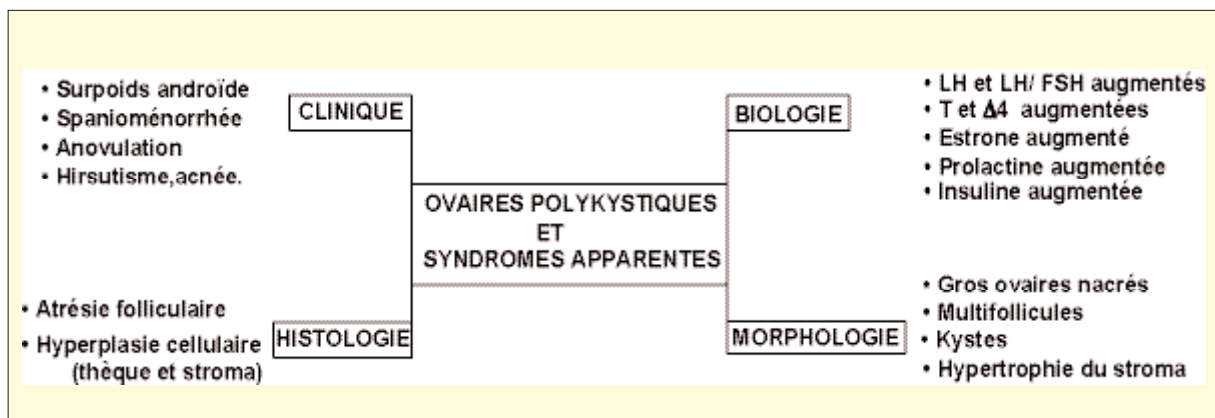 • Surpoids androïde
• Spanioménorrhée
• Anovulation
• Hirsutisme,acnée.
CLINIQUE
BIOLOGIE
• LH et LH/ FSH augmentés
• T et Δ4 augmentées
• Estrone augmenté
• Prolactine augmentée
• Insuline augmentée
OVAIRES POLYKYSTIQUES
ET
SYNDROMES APPARENTES
• Atrésie folliculaire
• Hyperplasie cellulaire
(thèque et stroma)
HISTOLOGIE
MORPHOLOGIE
• Gros ovaires nacrés
• Multifollicules
• Kystes
• Hypertrophie du stroma